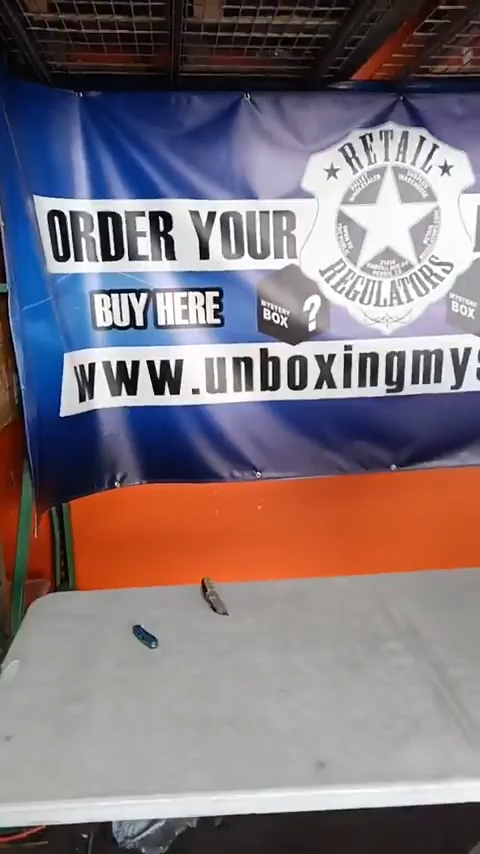 RETAIL
ORDER YOUR
REGULATORS
BUY HERE
MYSTERY
BOX
?
MYSTERY
BOX
www.unboxingmys